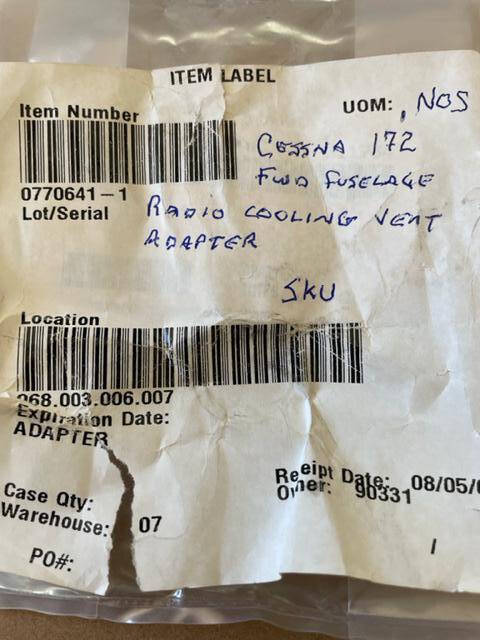 ITEM LABEL
Item Number
UOM: , NOS
CESSNA 172
FWD FUSELAGE
0770641-1
Lot/Serial
RADIO COOLING VENT
ADAPTER
SKU
Location
068.003.006.007
Expiration Date:
ADAPTER
Receipt Date: 08/05/0
Owner: 90331
Case Qty:
Warehouse: 07
1
PO#: